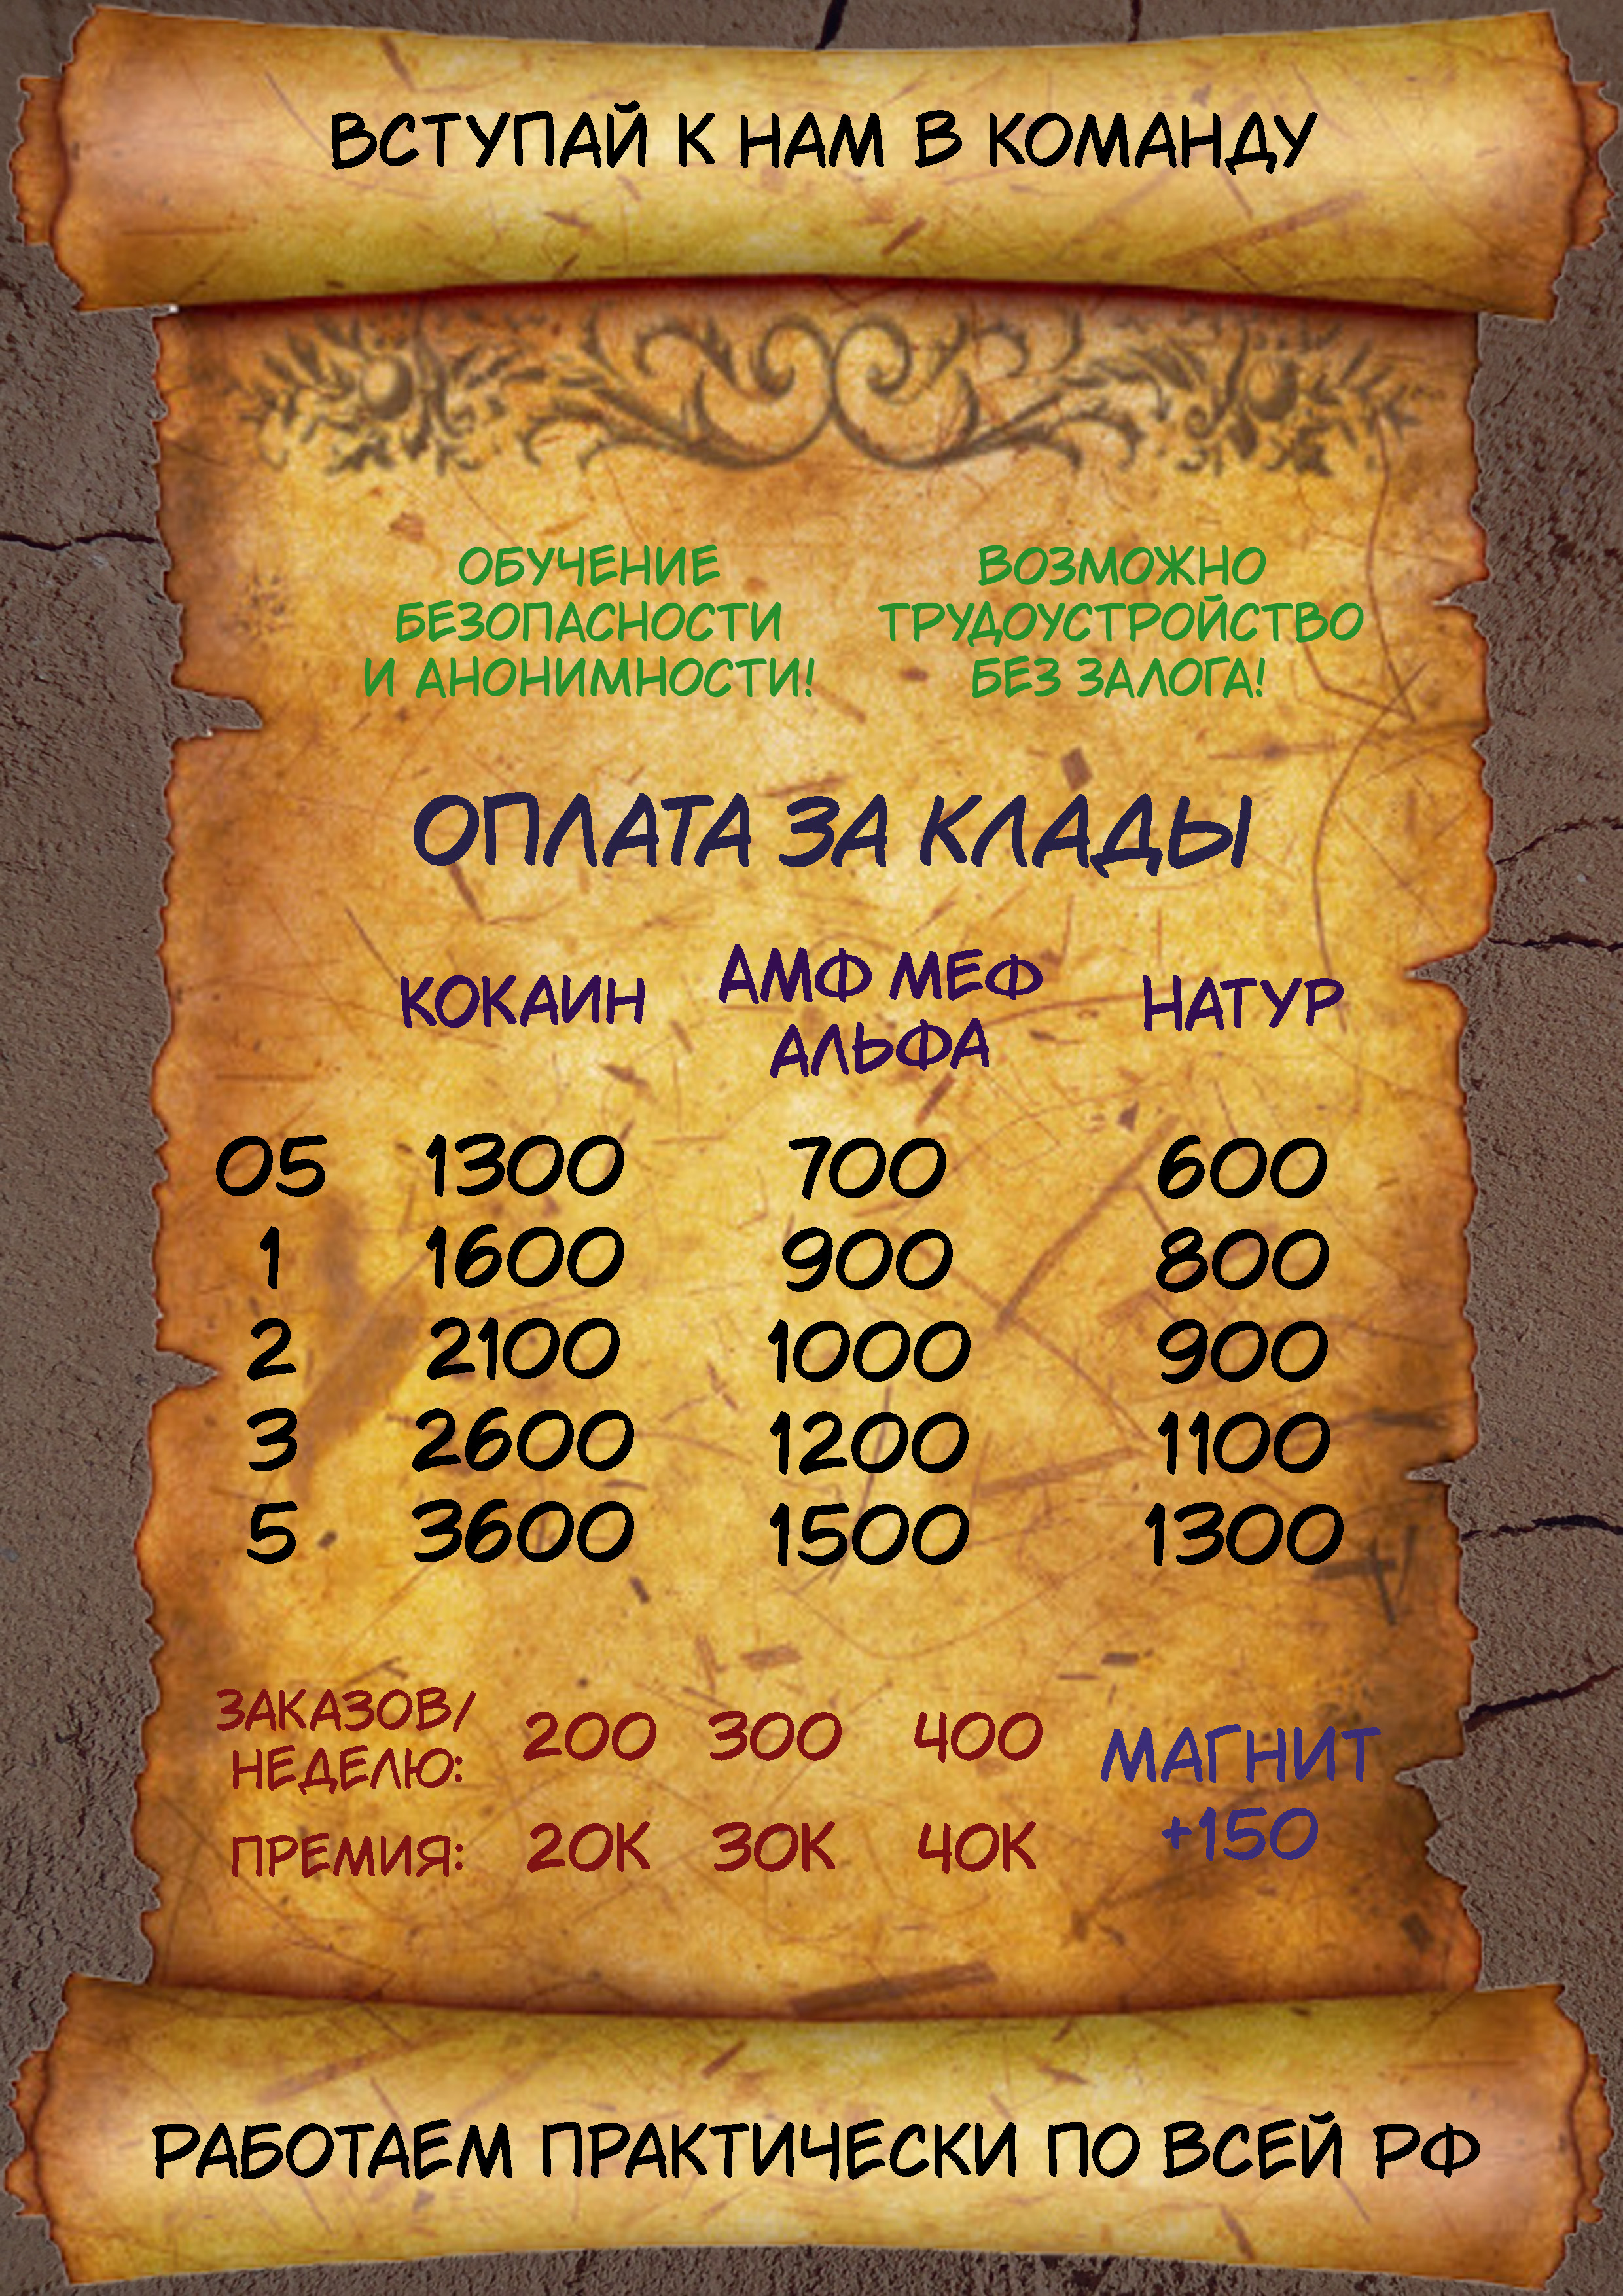 ВСТУПАЙ К НАМ В КОМАНДУ
ОБУЧЕНИЕ
БЕЗОПАСНОСТИ
И АНОНИМНОСТИ!
ВОЗМОЖНО
ТРУДОУСТРОЙСТВО
БЕЗ ЗАЛОГА!
ОПЛАТА ЗА КЛАДЫ
КОКАИН
АМФ МЕФ
АЛЬФА
НАТУР
05 1300 700 600
1 1600 900 800
2 2100 1000 900
3 2600 1200 1100
5 3600 1500 1300
ЗАКАЗОВ/
НЕДЕЛЮ:
200 300 400
ПРЕМИЯ: 20К 30К 40К
МАГНИТ
+150
РАБОТАЕМ ПРАКТИЧЕСКИ ПО ВСЕЙ РФ